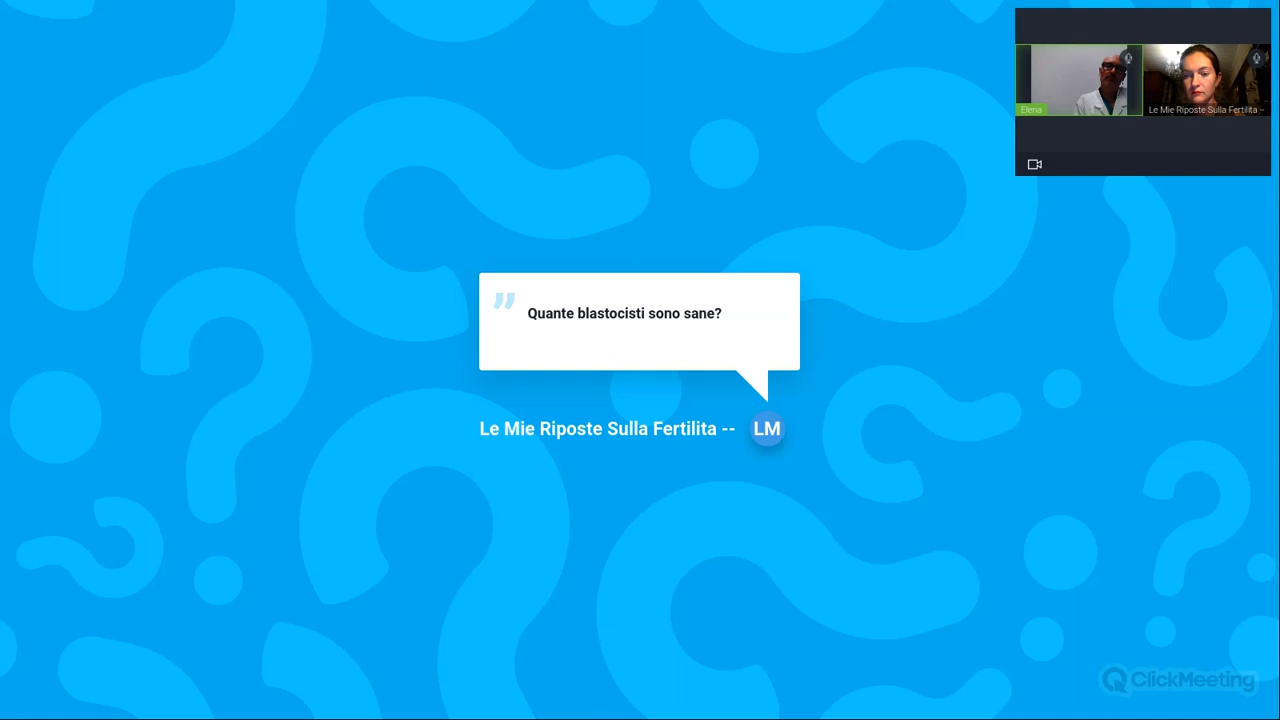 Elena
Le Mie Riposte Sulla Fertilita --
Quante blastocisti sono sane?
Le Mie Riposte Sulla Fertilita --
LM
ClickMeeting